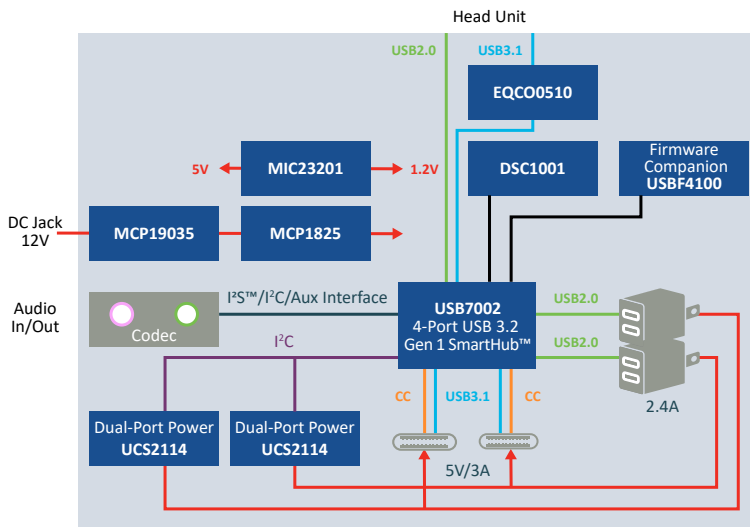 Head Unit
USB2.0
USB3.1
EQCO0510
5V
MIC23201
1.2V
DSC1001
Firmware
Companion
USBF4100
DC Jack
12V
MCP19035
MCP1825
Audio
In/Out
Codec
I²S™/I²C/Aux Interface
USB7002
4-Port USB 3.2
Gen 1 SmartHub™
USB2.0
USB2.0
I²C
2.4A
CC
USB3.1
CC
Dual-Port Power
UCS2114
Dual-Port Power
UCS2114
5V/3A